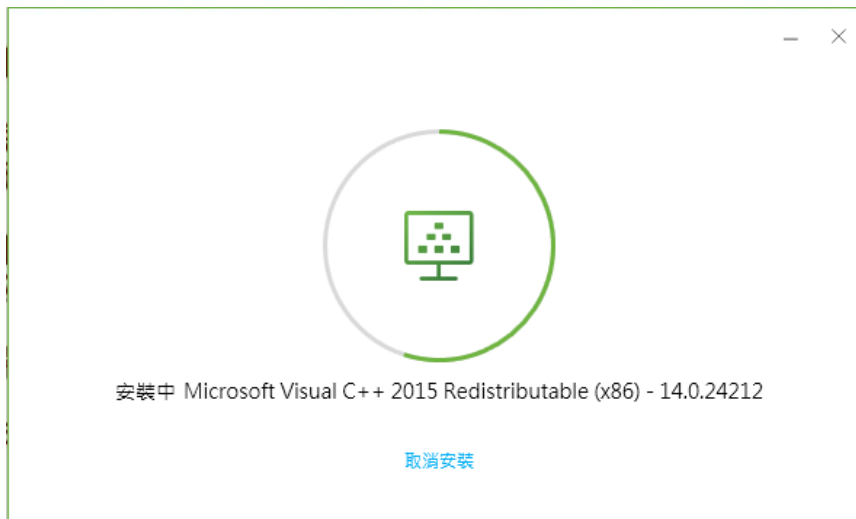 安裝中 Microsoft Visual C++ 2015 Redistributable (x86) - 14.0.24212
取消安裝